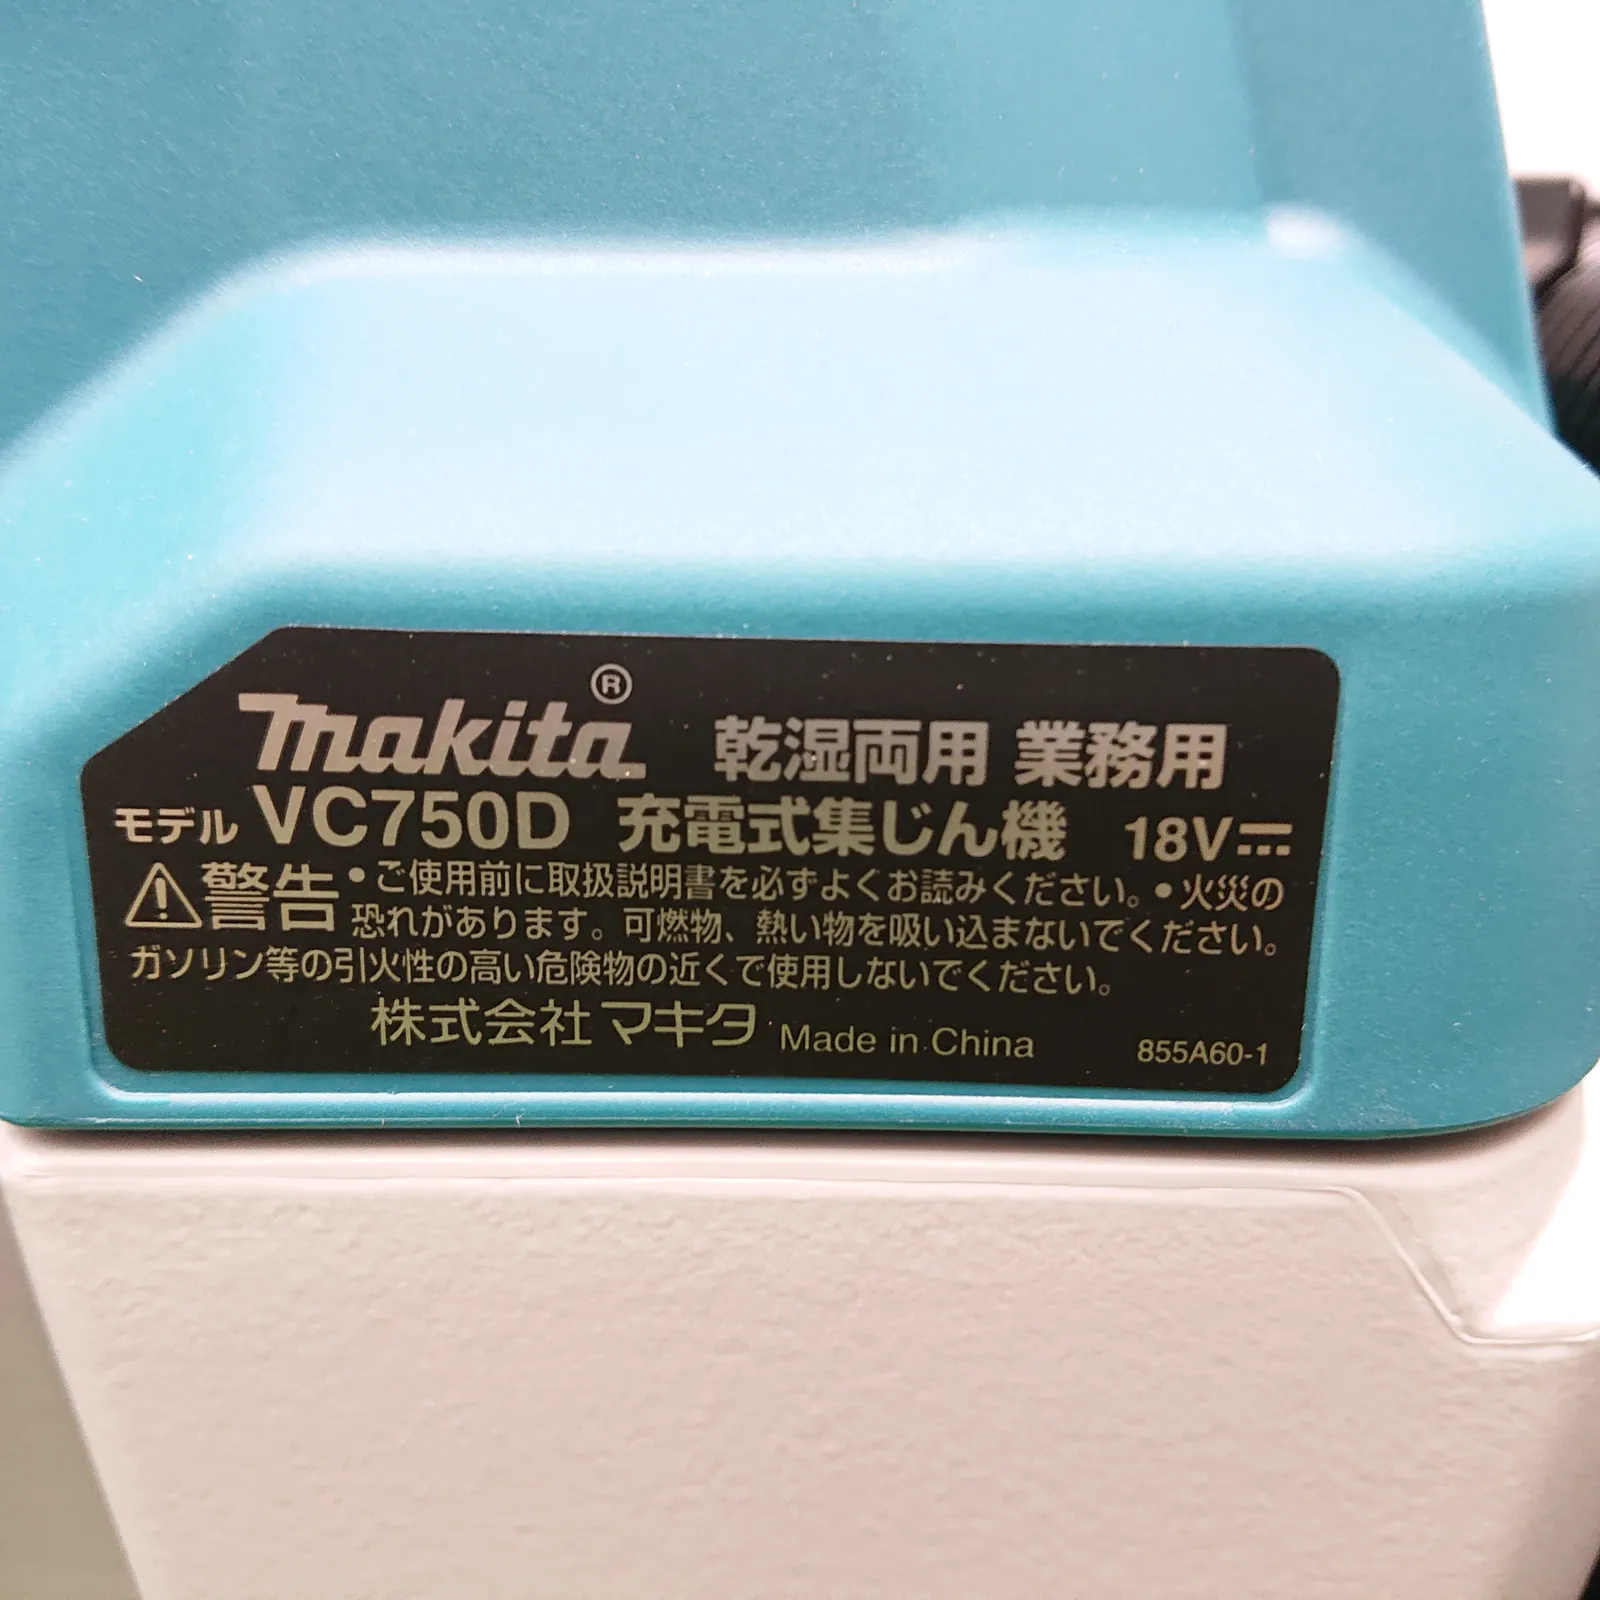 makita® 乾湿両用 業務用
モデル VC750D 充電式集じん機 18V⎓
⚠警告 •ご使用前に取扱説明書を必ずよくお読みください。•火災の
恐れがあります。可燃物、熱い物を吸い込まないでください。
ガソリン等の引火性の高い危険物の近くで使用しないでください。
株式会社マキタ Made in China 855A60-1